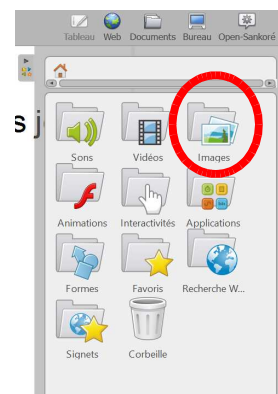 Tableau Web Documents Bureau Open-Sankoré
s j
Sons Vidéos Images
Animations Interactivités Applications
Formes Favoris Recherche W...
Signets Corbeille